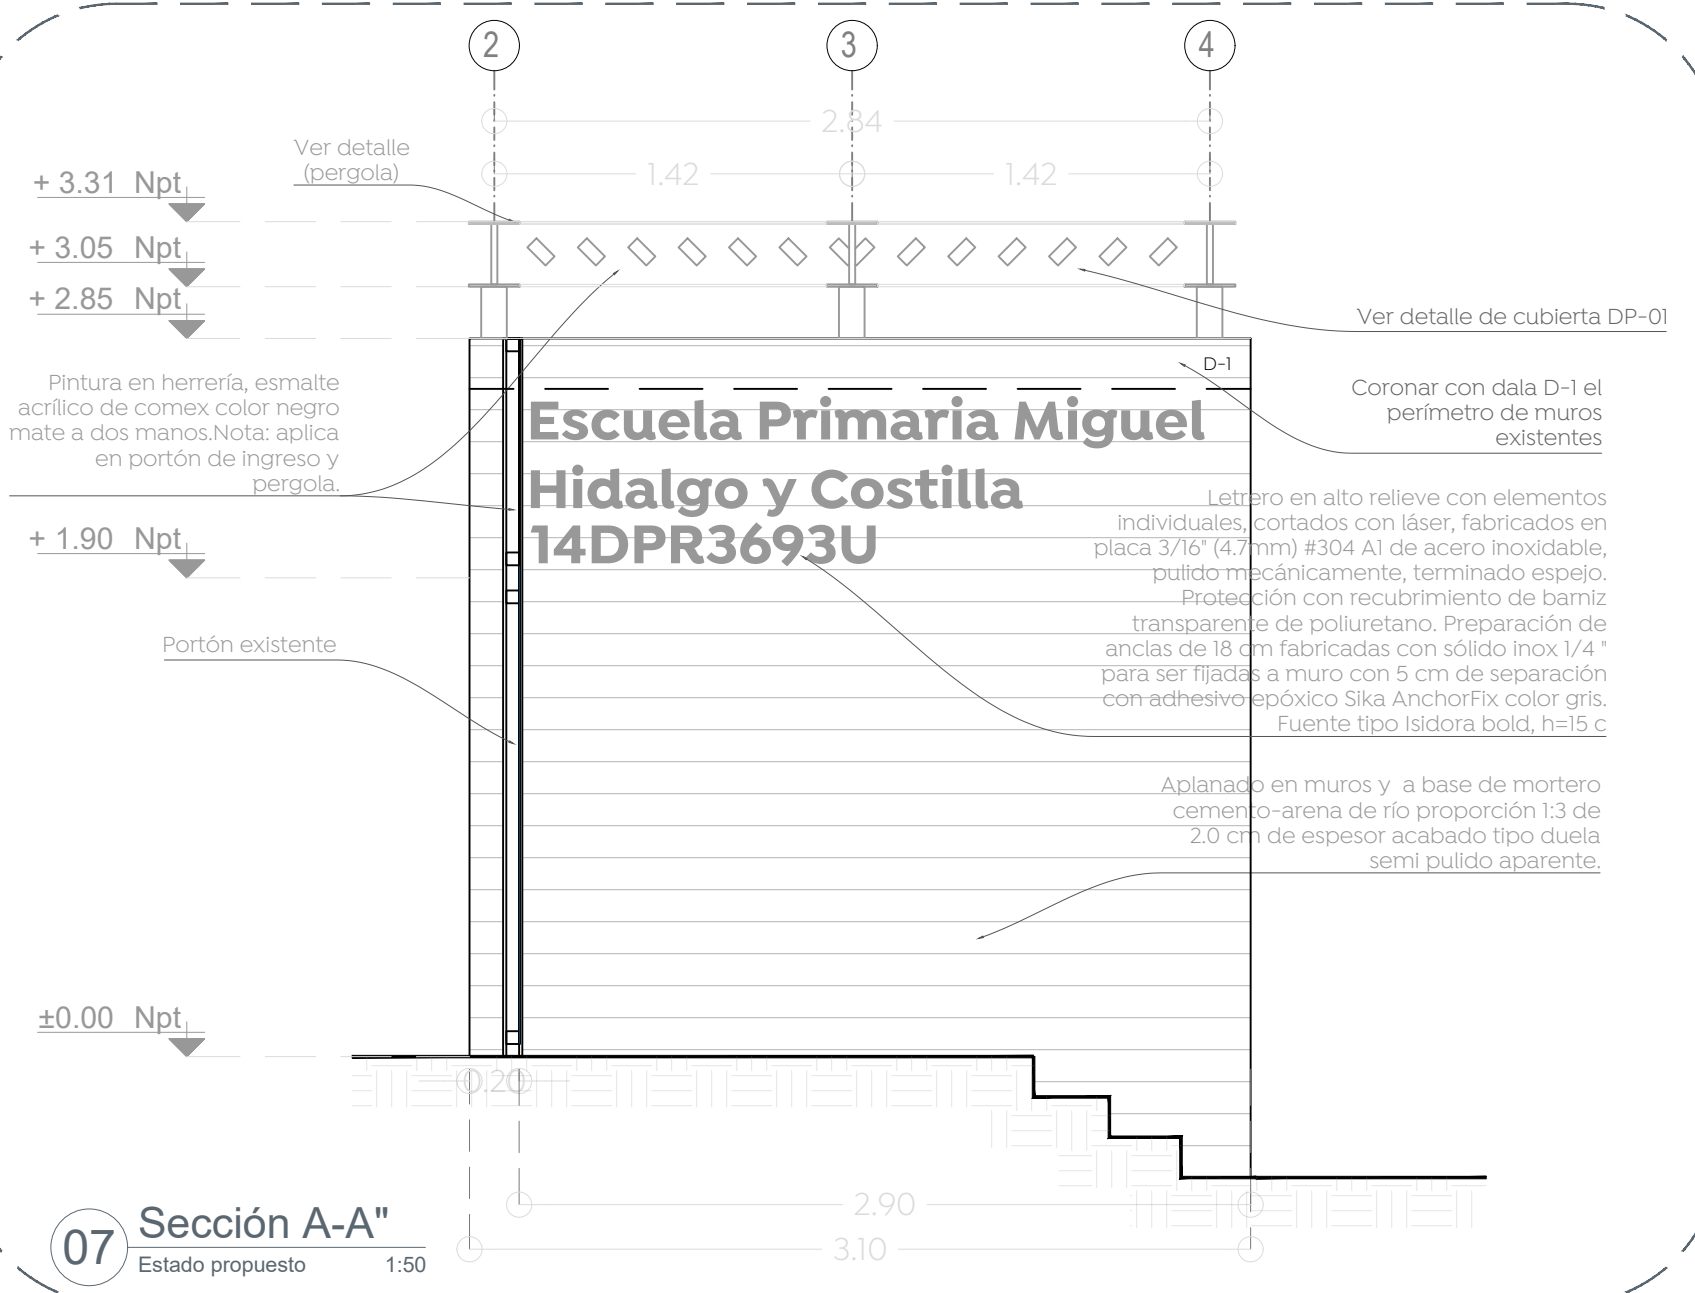 2
3
4
2.84
1.42
1.42
Ver detalle
(pergola)
+ 3.31 Npt
+ 3.05 Npt
+ 2.85 Npt
Ver detalle de cubierta DP-01
D-1
Pintura en herrería, esmalte
acrílico de comex color negro
mate a dos manos.Nota: aplica
en portón de ingreso y
pergola.
Coronar con dala D-1 el
perímetro de muros
existentes
Escuela Primaria Miguel
Hidalgo y Costilla
14DPR3693U
Letrero en alto relieve con elementos
individuales, cortados con láser, fabricados en
placa 3/16" (4.7mm) #304 A1 de acero inoxidable,
pulido mecánicamente, terminado espejo.
Protección con recubrimiento de barniz
transparente de poliuretano. Preparación de
anclas de 18 cm fabricadas con sólido inox 1/4 "
para ser fijadas a muro con 5 cm de separación
con adhesivo epóxico Sika AnchorFix color gris.
Fuente tipo Isidora bold, h=15 c
+ 1.90 Npt
Portón existente
Aplanado en muros y a base de mortero
cemento-arena de río proporción 1:3 de
2.0 cm de espesor acabado tipo duela
semi pulido aparente.
±0.00 Npt
0.20
2.90
3.10
07
Sección A-A"
Estado propuesto 1:50